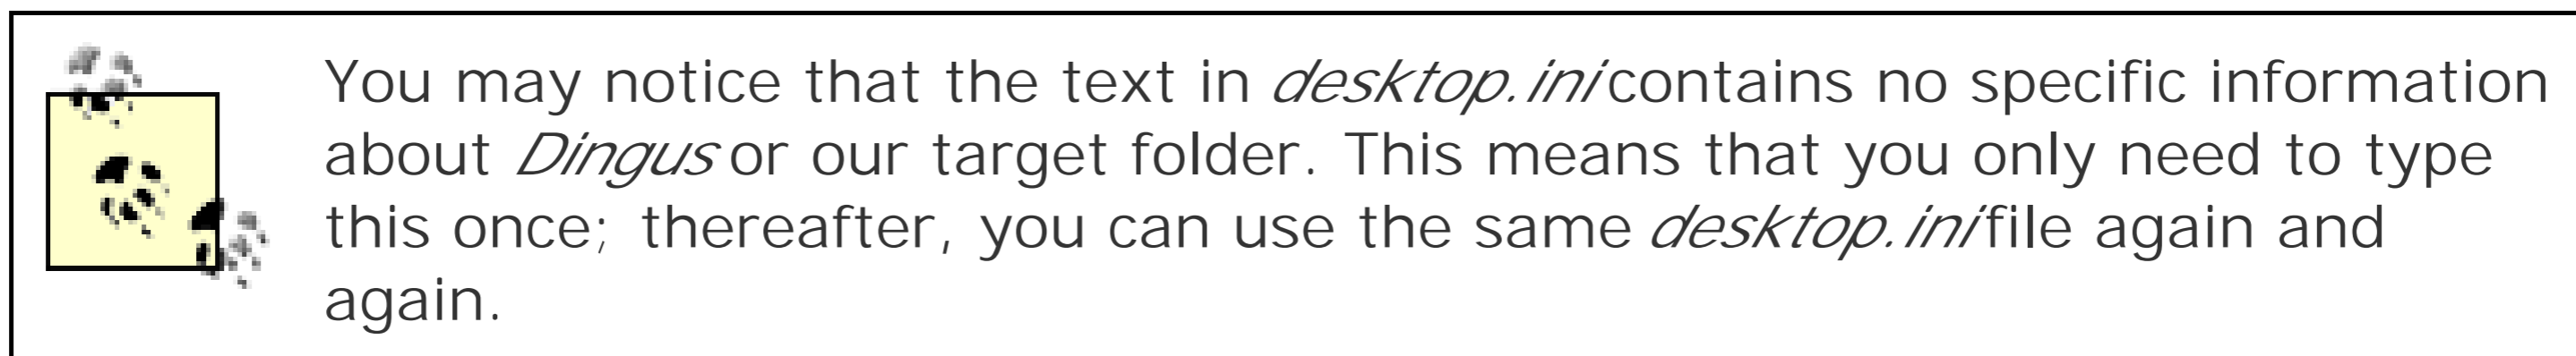 You may notice that the text in desktop.ini contains no specific information
about Dingus or our target folder. This means that you only need to type
this once; thereafter, you can use the same desktop.ini file again and
again.